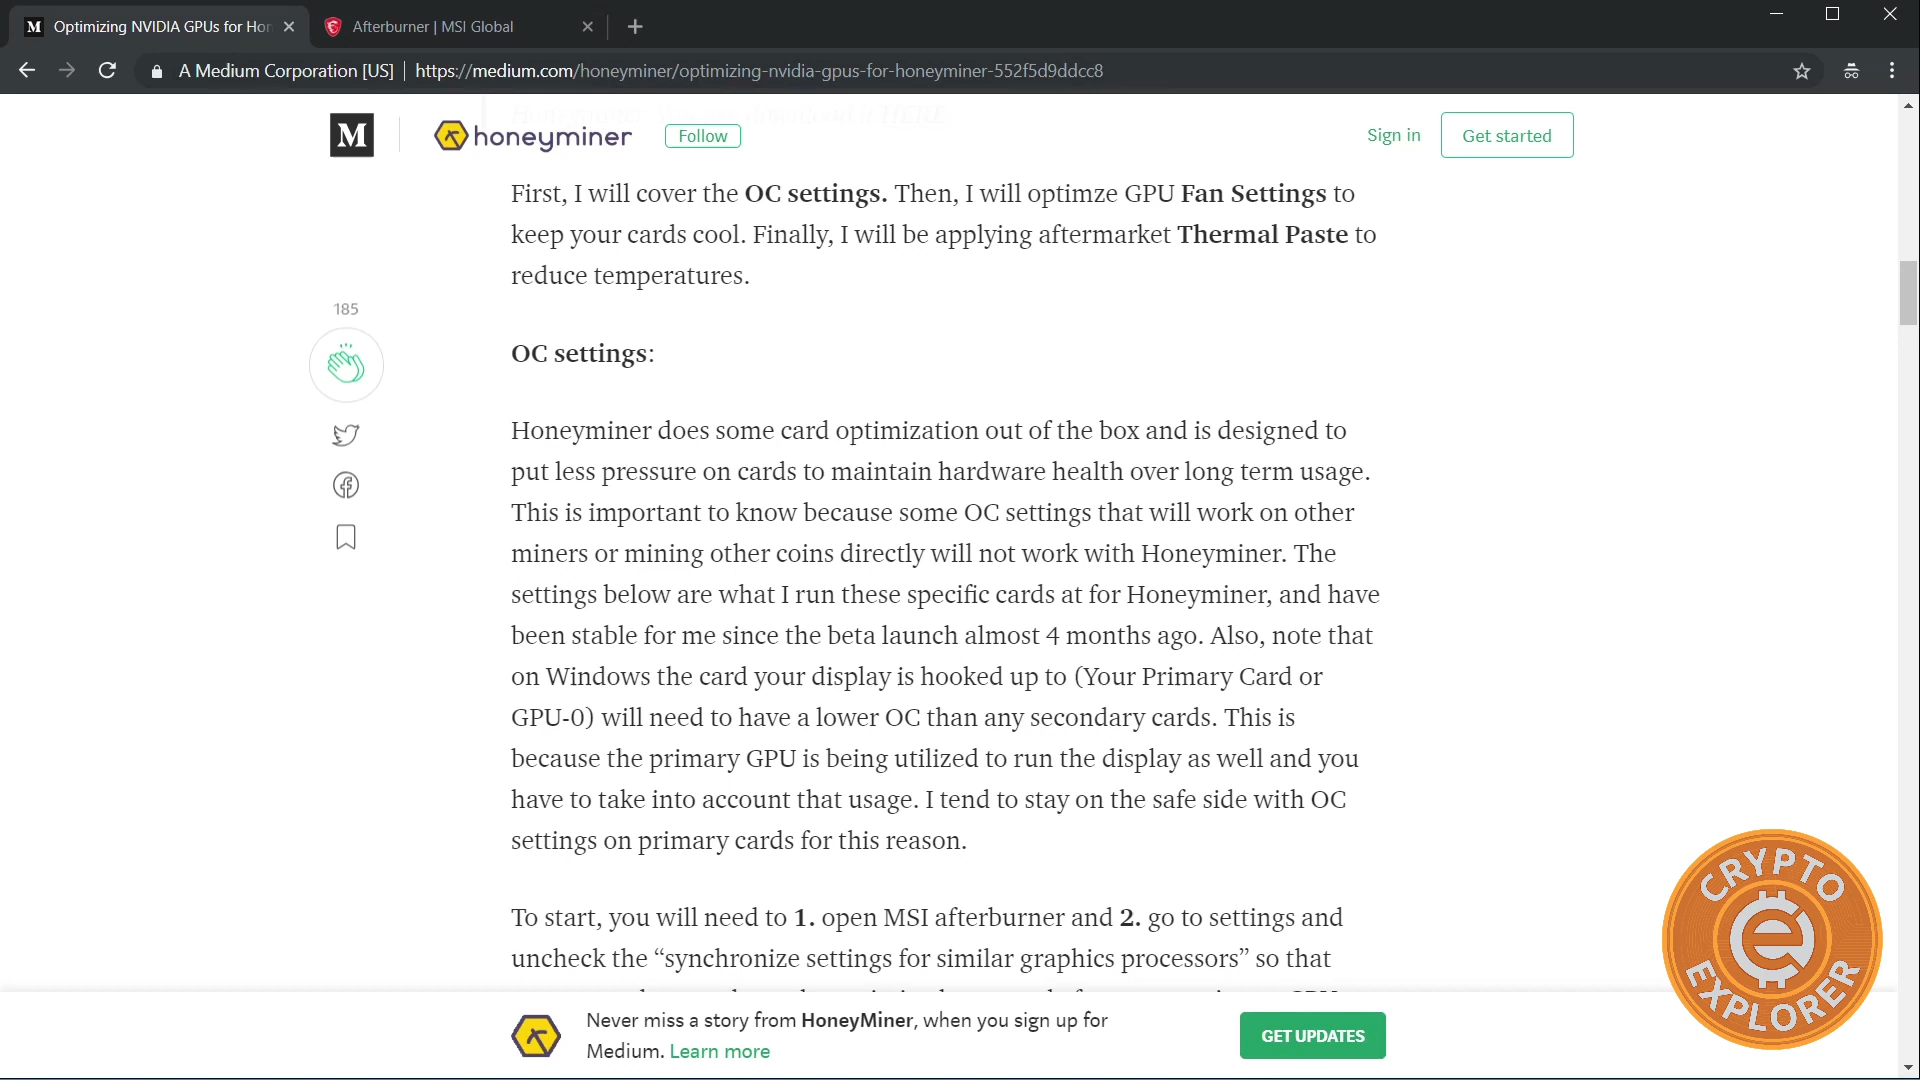 M Optimizing NVIDIA GPUs for Hon
Afterburner | MSI Global
A Medium Corporation [US] | https://medium.com/honeyminer/optimizing-nvidia-gpus-for-honeyminer-552f5d9ddcc8
M honeyminer Follow Sign in Get started
First, I will cover the OC settings. Then, I will optimze GPU Fan Settings to
keep your cards cool. Finally, I will be applying aftermarket Thermal Paste to
reduce temperatures.
185
OC settings:
Honeyminer does some card optimization out of the box and is designed to
put less pressure on cards to maintain hardware health over long term usage.
This is important to know because some OC settings that will work on other
miners or mining other coins directly will not work with Honeyminer. The
settings below are what I run these specific cards at for Honeyminer, and have
been stable for me since the beta launch almost 4 months ago. Also, note that
on Windows the card your display is hooked up to (Your Primary Card or
GPU-0) will need to have a lower OC than any secondary cards. This is
because the primary GPU is being utilized to run the display as well and you
have to take into account that usage. I tend to stay on the safe side with OC
settings on primary cards for this reason.
To start, you will need to 1. open MSI afterburner and 2. go to settings and
uncheck the “synchronize settings for similar graphics processors” so that
Never miss a story from HoneyMiner, when you sign up for
Medium. Learn more
GET UPDATES
CRYPTO
EXPLORER